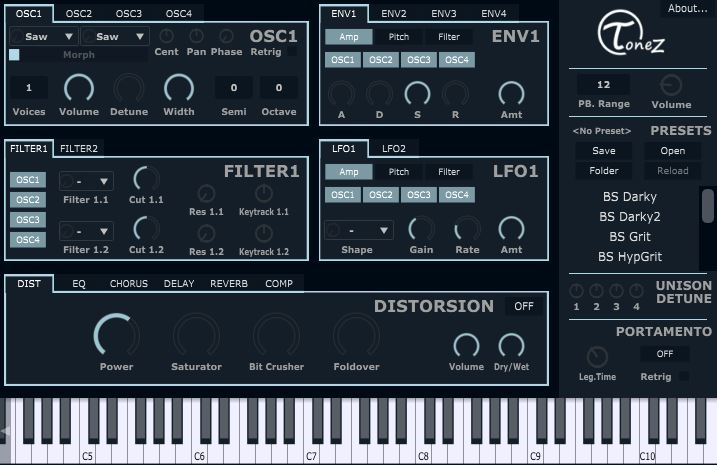 OSC1 OSC2 OSC3 OSC4
Saw Saw
Morph
Cent Pan Phase Retrig
OSC1
1 0 0
Voices Volume Detune Width Semi Octave
ENV1 ENV2 ENV3 ENV4
Amp Pitch Filter
ENV1
OSC1 OSC2 OSC3 OSC4
A D S R Amt
About...
ToneZ
12
PB. Range Volume
<No Preset> PRESETS
Save Open
Folder Reload
BS Darky
BS Darky2
BS Grit
BS HypGrit
UNISON
DETUNE
1 2 3 4
PORTAMENTO
OFF
Leg.Time Retrig
FILTER1 FILTER2
FILTER1
OSC1
OSC2
OSC3
OSC4
-
Filter 1.1 Cut 1.1 Res 1.1 Keytrack 1.1
-
Filter 1.2 Cut 1.2 Res 1.2 Keytrack 1.2
LFO1 LFO2
Amp Pitch Filter
LFO1
OSC1 OSC2 OSC3 OSC4
-
Shape Gain Rate Amt
DIST EQ CHORUS DELAY REVERB COMP
DISTORSION OFF
Power Saturator Bit Crusher Foldover Volume Dry/Wet
C5 C6 C7 C8 C9 C10